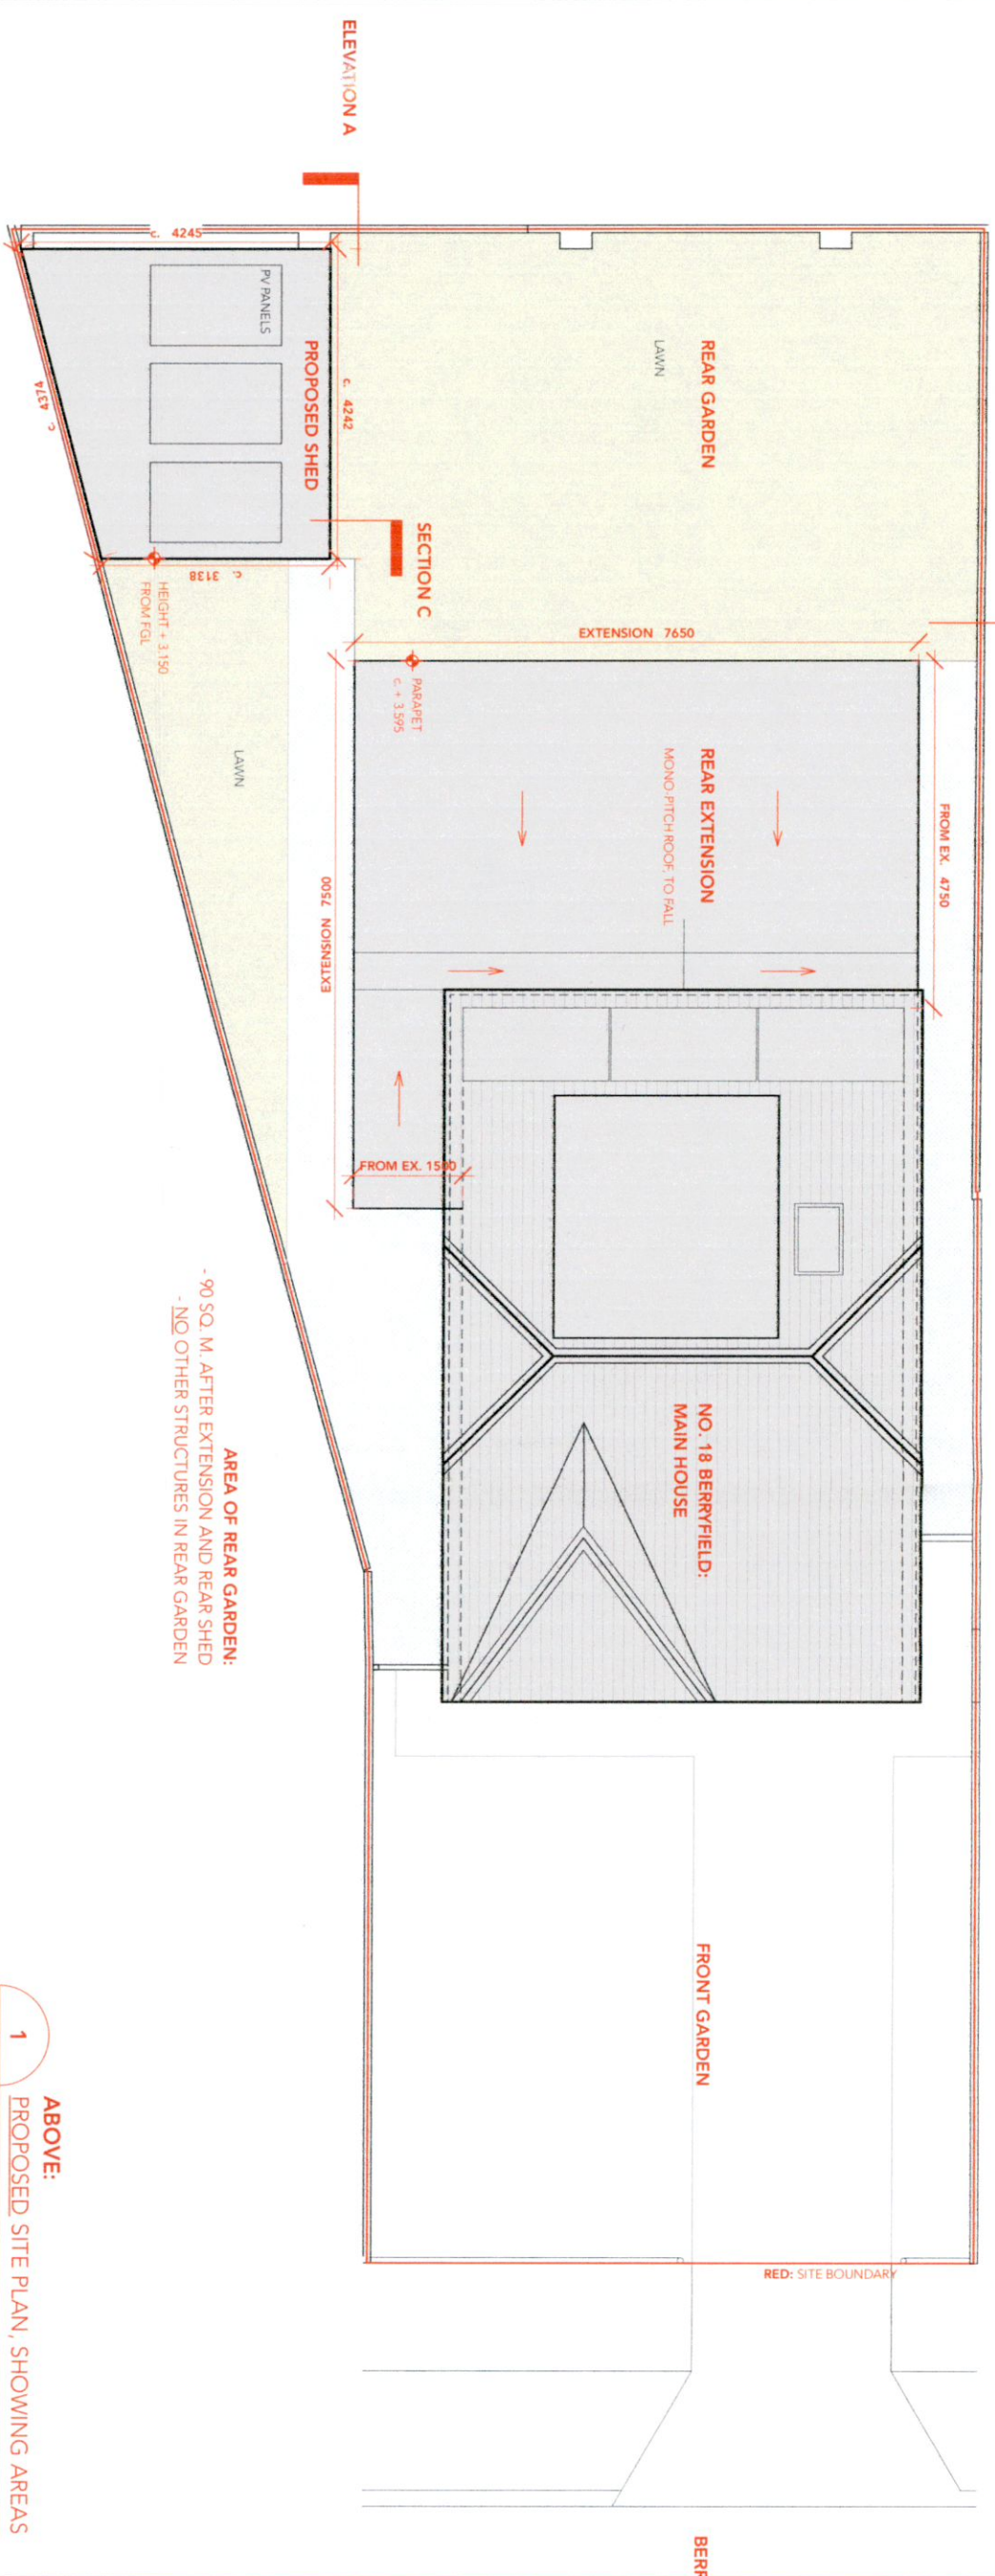 ELEVATION A
c. 4245
PV PANELS
PROPOSED SHED
c. 4242
c. 4374
c. 3138
HEIGHT + 3.150
FROM FGL
SECTION C
REAR GARDEN
LAWN
EXTENSION 7650
PARAPET
c. + 3.595
REAR EXTENSION
MONO-PITCH ROOF, TO FALL
FROM EX. 4750
EXTENSION 7500
LAWN
FROM EX. 1500
NO. 18 BERRYFIELD:
MAIN HOUSE
AREA OF REAR GARDEN:
- 90 SQ. M. AFTER EXTENSION AND REAR SHED
- NO OTHER STRUCTURES IN REAR GARDEN
FRONT GARDEN
RED: SITE BOUNDARY
1
ABOVE:
PROPOSED SITE PLAN, SHOWING AREAS